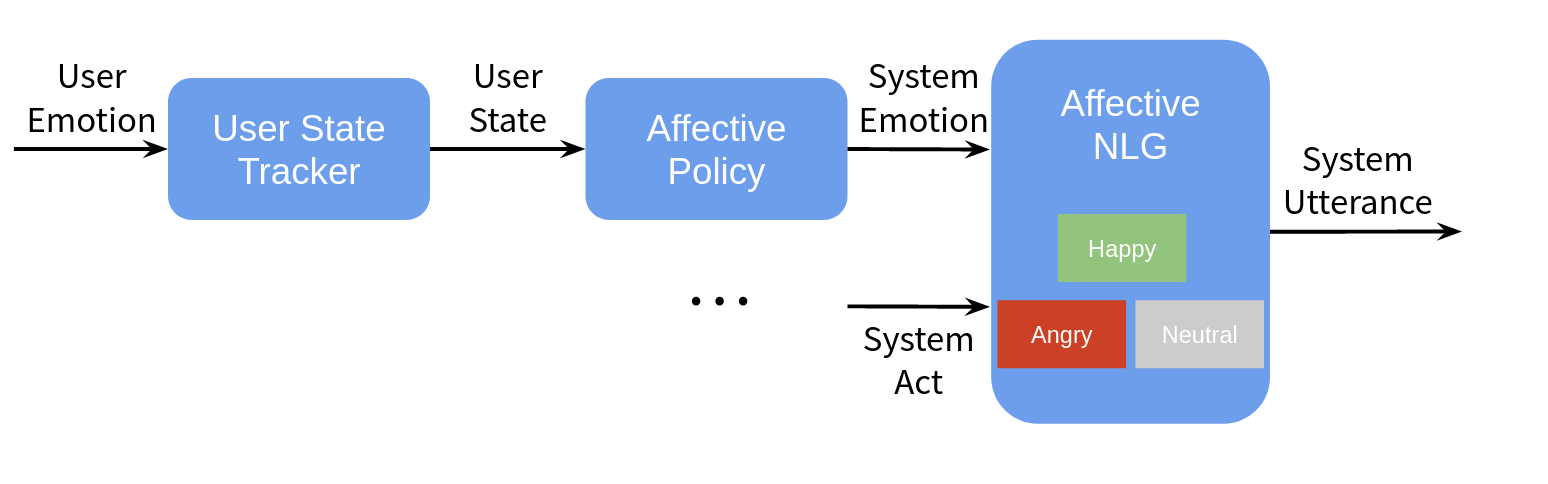 User
Emotion
User State
Tracker
User
State
Affective
Policy
System
Emotion
Affective
NLG
Happy
Angry
Neutral
...
System
Act
System
Utterance